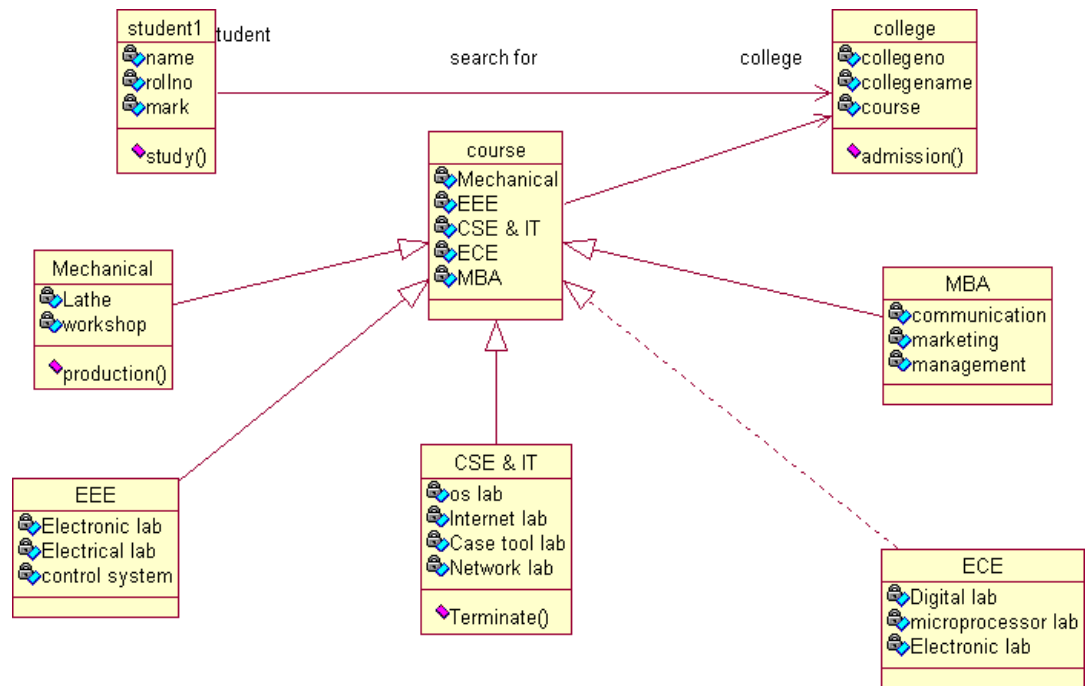 student1
name
rollno
mark
study()
tudent
search for
college
college
collegeno
collegename
course
admission()
course
Mechanical
EEE
CSE & IT
ECE
MBA
Mechanical
Lathe
workshop
production()
MBA
communication
marketing
management
EEE
Electronic lab
Electrical lab
control system
CSE & IT
os lab
Internet lab
Case tool lab
Network lab
Terminate()
ECE
Digital lab
microprocessor lab
Electronic lab